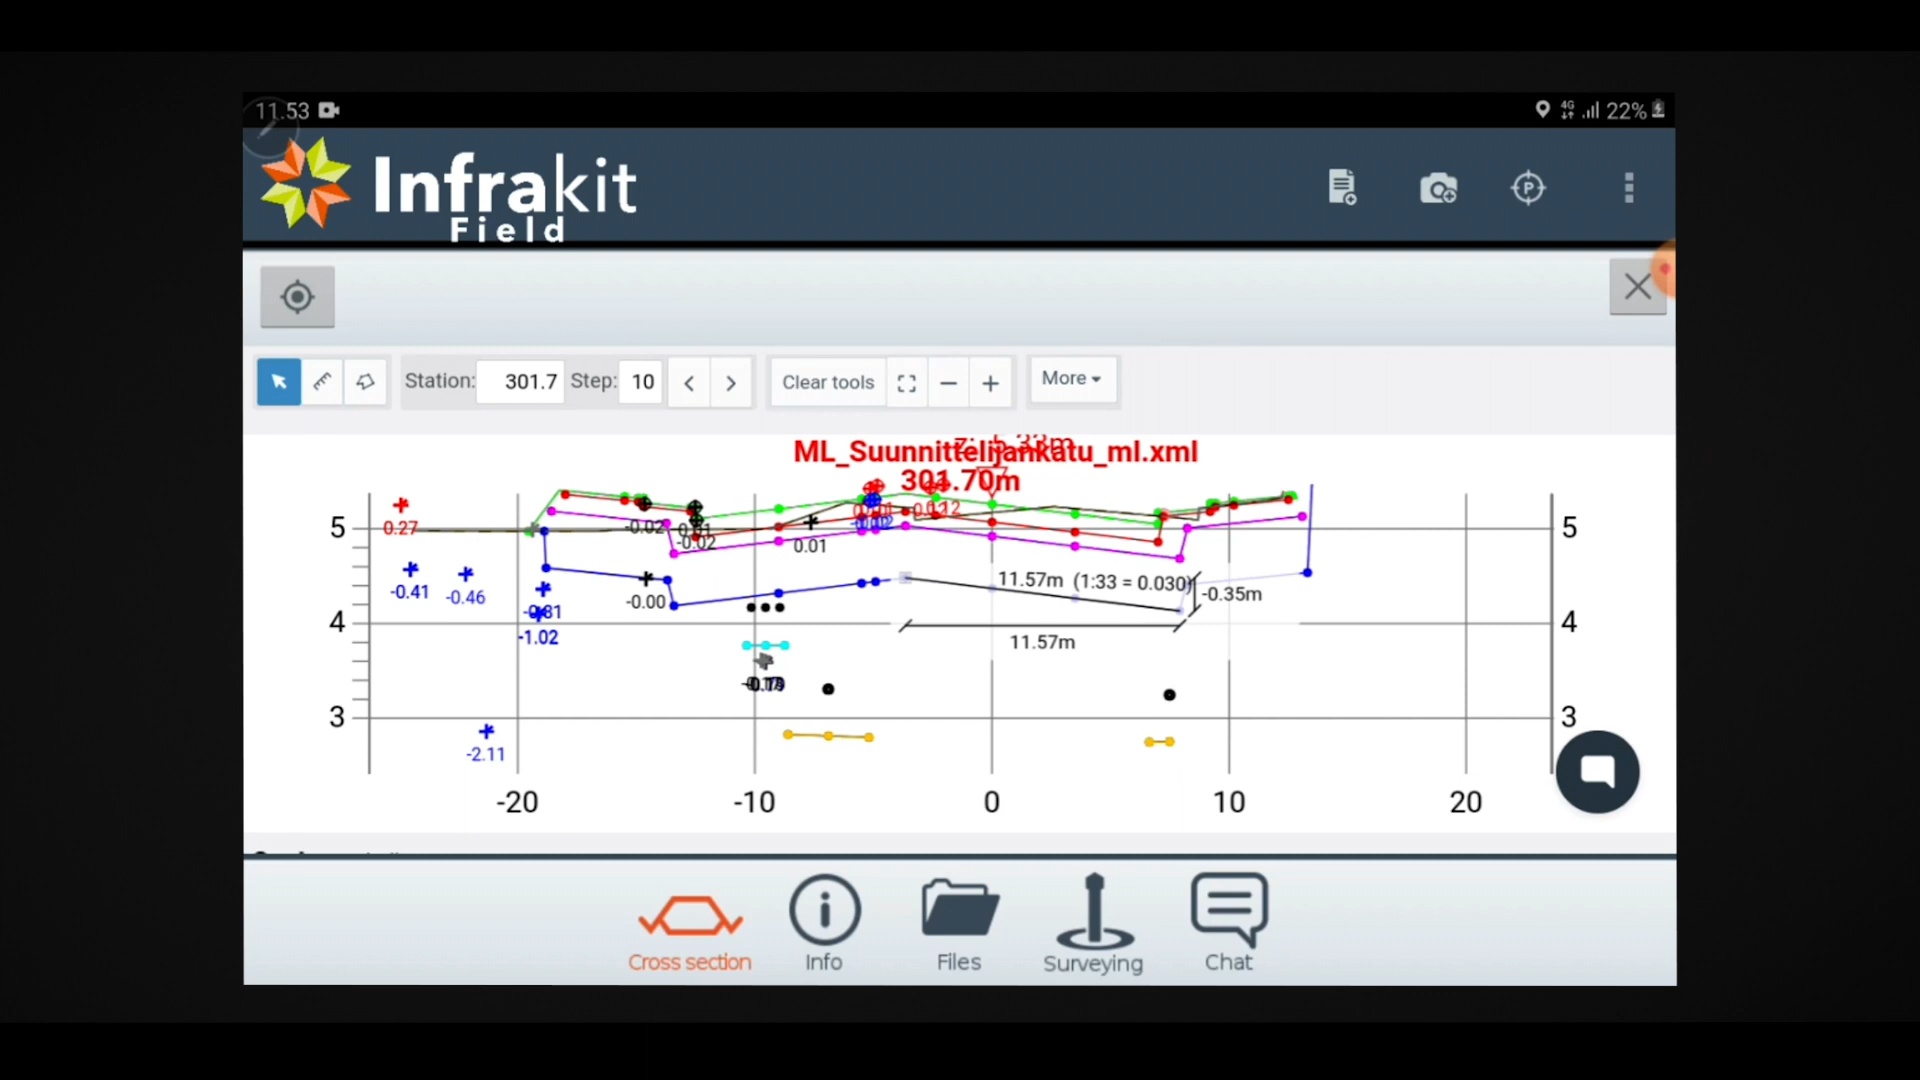 11.53
4G 22%
Infrakit
Field
P
Station: 301.7 Step: 10 Clear tools More
ML_Suunnittelijankatu_ml.xml
301.70m
5 5
0.27
-0.02
-0.02
0.01
-0.41
-0.46
-0.00
11.57m (1:33 = 0.030)
-0.35m
4 4
-1.02
11.57m
3 3
-2.11
-20 -10 0 10 20
Cross section Info Files Surveying Chat